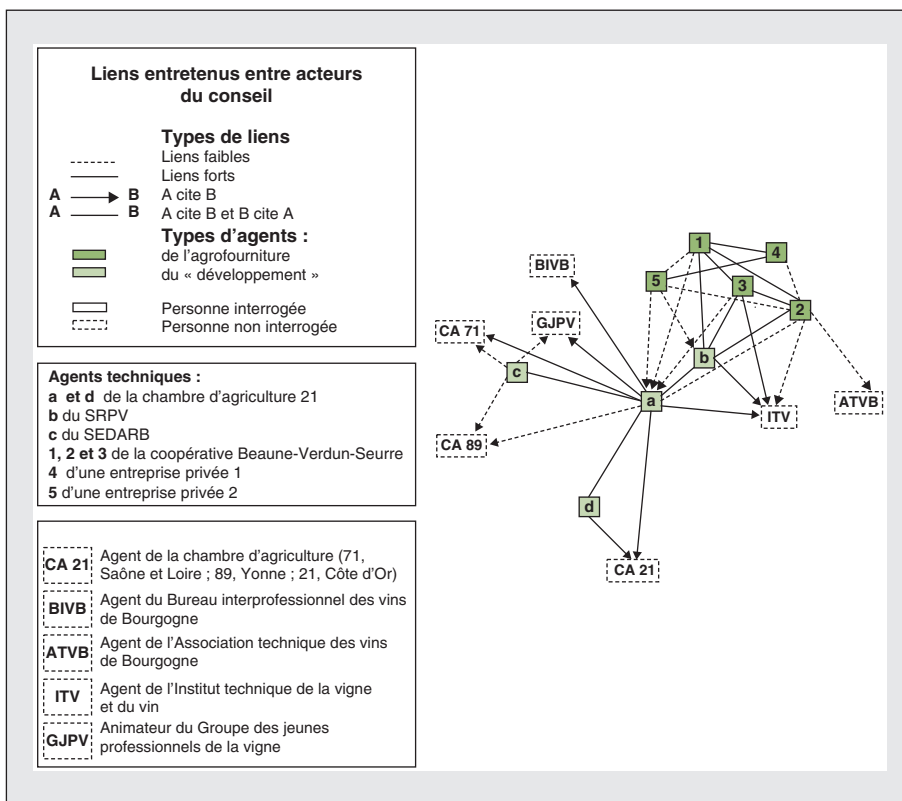 Liens entretenus entre acteurs
du conseil
Types de liens
Liens faibles
Liens forts
A B A cite B
A B A cite B et B cite A
Types d'agents :
de l'agrofourniture
du « développement »
Personne interrogée
Personne non interrogée
Agents techniques :
a et d de la chambre d'agriculture 21
b du SRPV
c du SEDARB
1, 2 et 3 de la coopérative Beaune-Verdun-Seurre
4 d'une entreprise privée 1
5 d'une entreprise privée 2
CA 21 Agent de la chambre d'agriculture (71,
Saône et Loire ; 89, Yonne ; 21, Côte d'Or)
BIVB Agent du Bureau interprofessionnel des vins
de Bourgogne
ATVB Agent de l'Association technique des vins
de Bourgogne
ITV Agent de l'Institut technique de la vigne
et du vin
GJPV Animateur du Groupe des jeunes
professionnels de la vigne
1
4
BIVB
5
3
2
GJPV
CA 71
b
c
a
ITV
ATVB
CA 89
d
CA 21